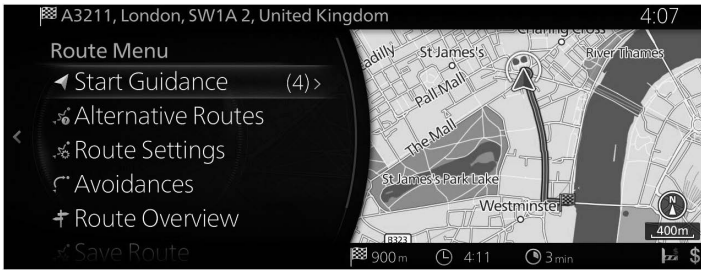 A3211, London, SW1A 2, United Kingdom
4:07
Route Menu
Start Guidance (4) >
Alternative Routes
Route Settings
Avoidances
Route Overview
Save Route
Charing Cross
adilly
St James's
River Thames
Pall Mall
The Mall
St James's Park Lake
Westminster
N
400m
B323
900 m
4:11
3 min
$